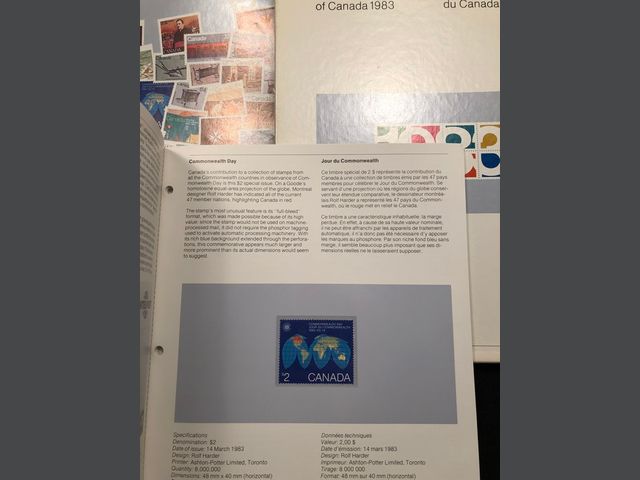 of Canada 1983
du Canada
Canada
CANADA
Canada
Commonwealth Day
Canada's contribution to a collection of stamps from
all the Commonwealth countries in observance of Com-
monwealth Day is this $2 special issue. On a Goode's
homolosine equal-area projection of the globe, Montreal
designer Rolf Harder has indicated all of the current
47 member nations, highlighting Canada in red.
The stamp's most unusual feature is its "full-bleed"
format, which was made possible because of its high
value: since the stamp would not be used on machine-
processed mail, it did not require the phosphor tagging
used to activate automatic processing machinery. With
its rich blue background extended through the perfora-
tions, this commemorative appears much larger and
more prominent than its actual dimensions would seem
to suggest.
Jour du Commonwealth
Ce timbre spécial de 2 $ représente la contribution du
Canada à une collection de timbres émis par les 47 pays
membres pour célébrer le Jour du Commonwealth. Se
servant d'une projection où les régions du globe conser-
vent leur étendue comparative, le dessinateur montréa-
lais Rolf Harder a représenté les 47 pays du Common-
wealth, où le rouge met en relief le Canada.
Ce timbre a une caractéristique inhabituelle, la marge
perdue. En effet, à cause de sa haute valeur nominale,
il ne peut être affranchi par les appareils de traitement
automatique, il n'a donc pas été nécessaire d'y apposer
les marques au phosphore. Par son riche fond bleu sans
marge, il semble beaucoup plus imposant que ses di-
mensions réelles ne le laisseraient supposer.
COMMONWEALTH DAY
JOUR DU COMMONWEALTH
$2 CANADA
Specifications
Denomination: $2
Date of Issue: 14 March 1983
Design: Rolf Harder
Printer: Ashton-Potter Limited, Toronto
Quantity: 8,000,000
Dimensions: 48 mm x 40 mm (horizontal)
Données techniques
Valeur: 2,00 $
Date d'émission: 14 mars 1983
Design: Rolf Harder
Imprimeur: Ashton-Potter Limited, Toronto
Tirage: 8 000 000
Format: 48 mm sur 40 mm (horizontal)